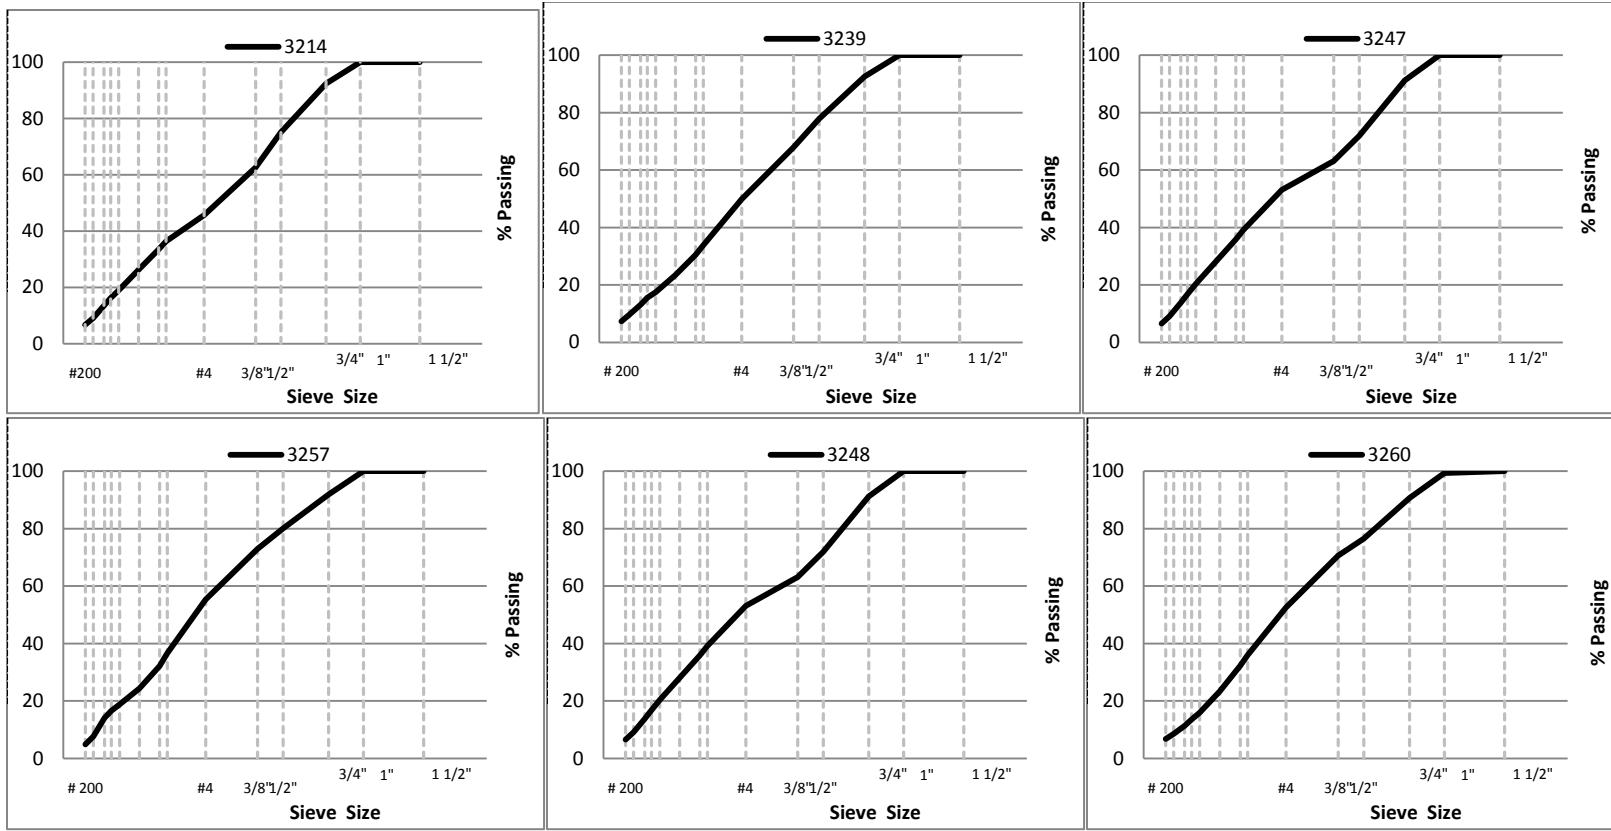 3214
100
80
60
40
20
0
% Passing
3/4" 1" 1 1/2"
#200 #4 3/8" 1/2"
Sieve Size
3239
100
80
60
40
20
0
% Passing
3/4" 1" 1 1/2"
# 200 #4 3/8" 1/2"
Sieve Size
3247
100
80
60
40
20
0
% Passing
3/4" 1" 1 1/2"
# 200 #4 3/8" 1/2"
Sieve Size
3257
100
80
60
40
20
0
% Passing
3/4" 1" 1 1/2"
# 200 #4 3/8" 1/2"
Sieve Size
3248
100
80
60
40
20
0
% Passing
3/4" 1" 1 1/2"
# 200 #4 3/8" 1/2"
Sieve Size
3260
100
80
60
40
20
0
% Passing
3/4" 1" 1 1/2"
# 200 #4 3/8" 1/2"
Sieve Size